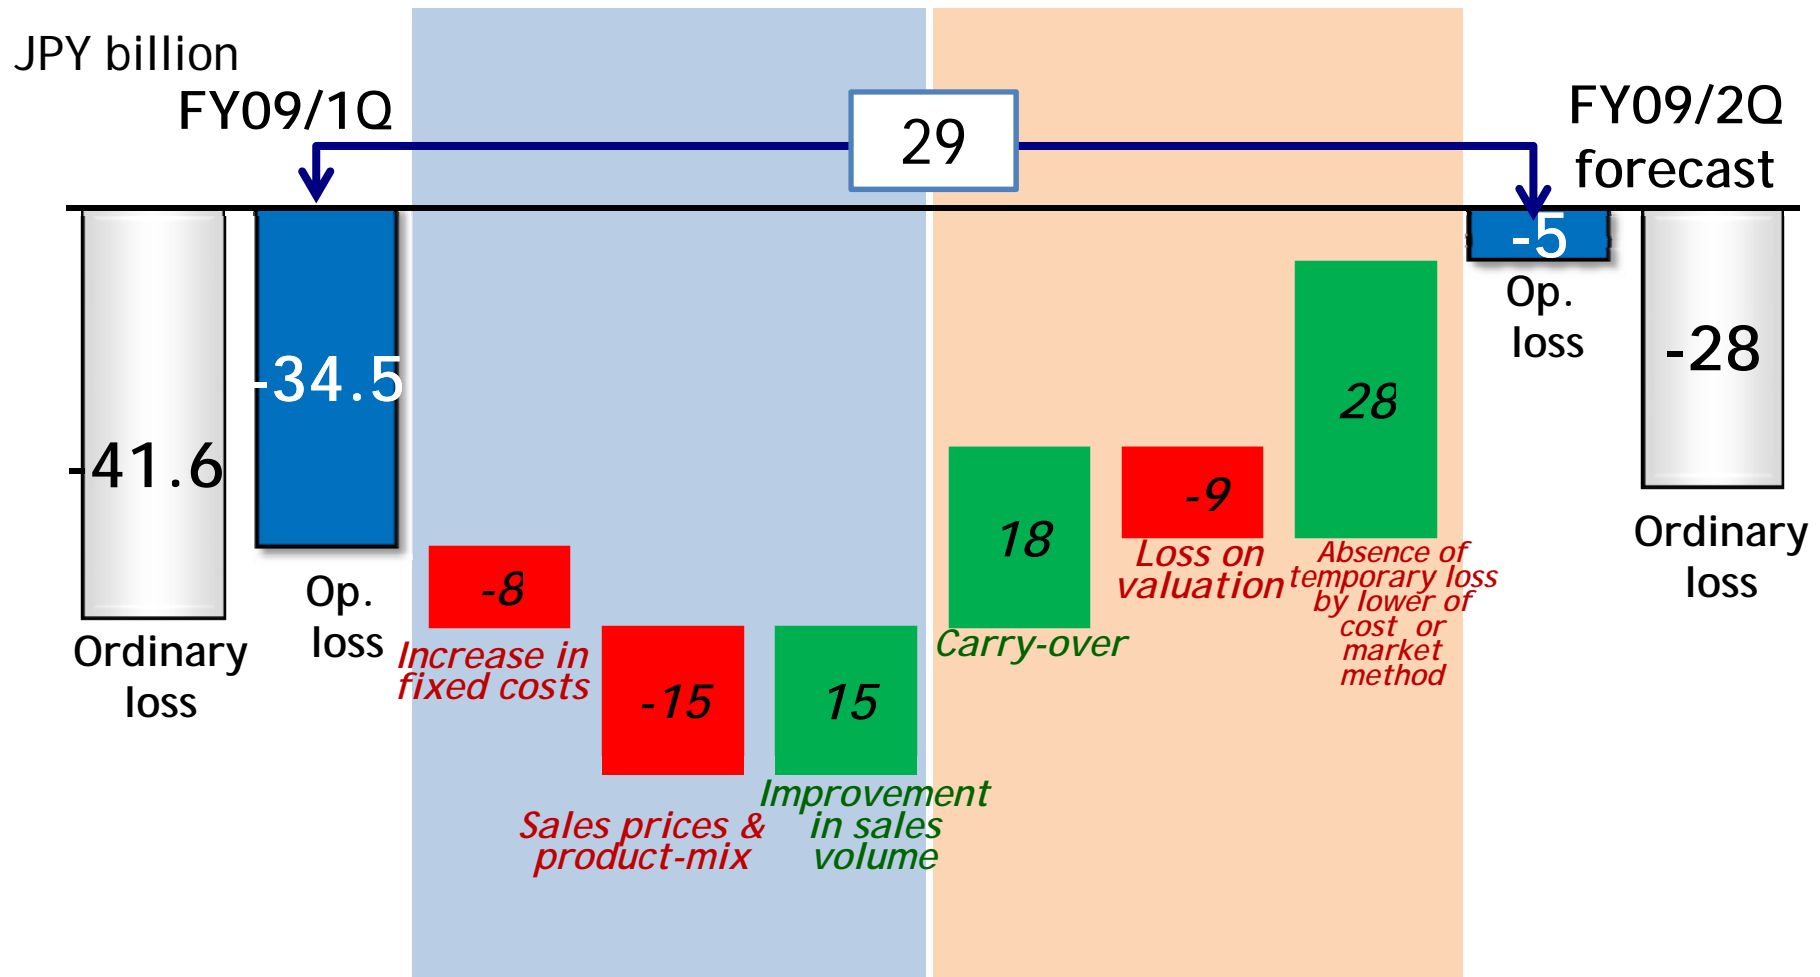 JPY billion
FY09/1Q
29
FY09/2Q
forecast
-41.6
Ordinary
loss
-34.5
Op.
loss
-8
Increase in
fixed costs
-15
Sales prices &
product-mix
15
Improvement
in sales
volume
18
Carry-over
-9
Loss on
valuation
28
Absence of
temporary loss
by lower of
cost or
market
method
-5
Op.
loss
-28
Ordinary
loss